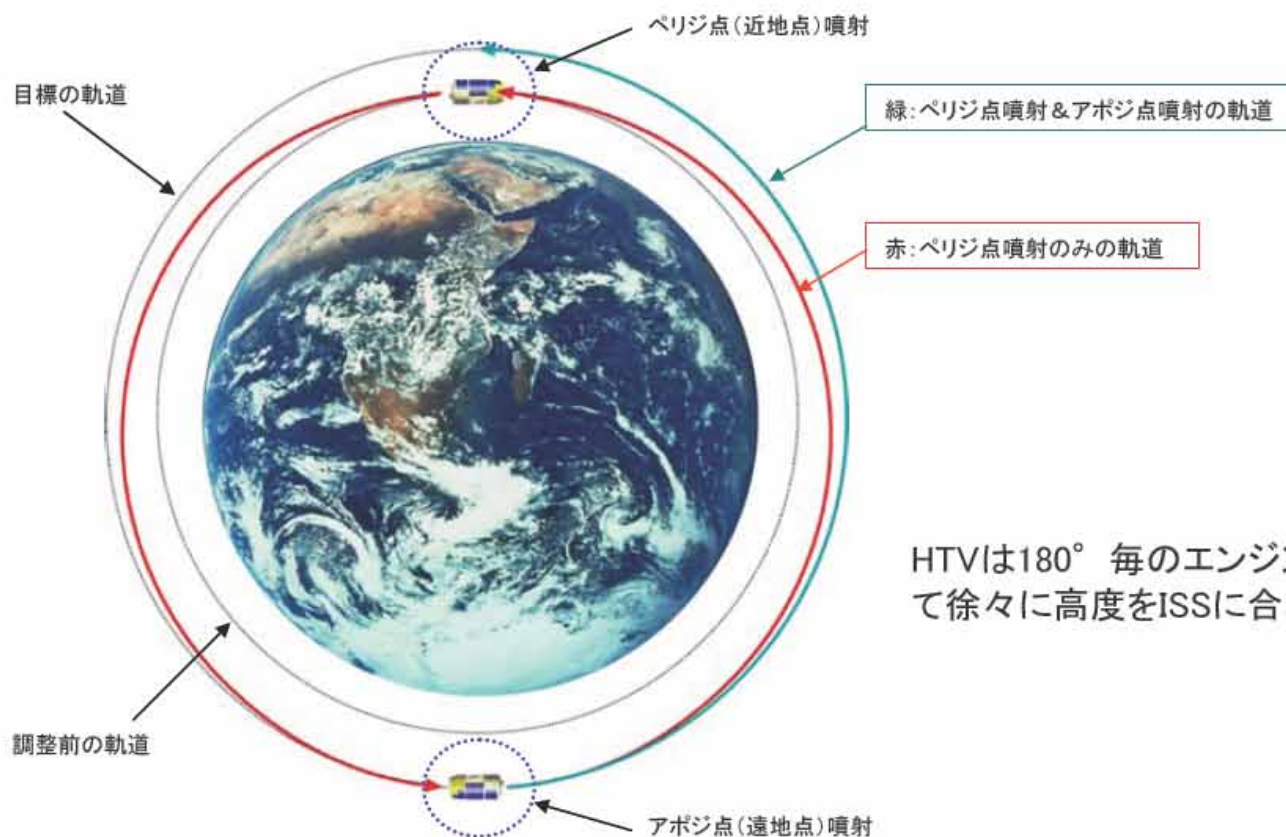 ペリジ点(近地点)噴射
目標の軌道
緑:ペリジ点噴射&アポジ点噴射の軌道
赤:ペリジ点噴射のみの軌道
HTVは180° 毎のエンジ
て徐々に高度をISSに合
調整前の軌道
アポジ点(遠地点)噴射